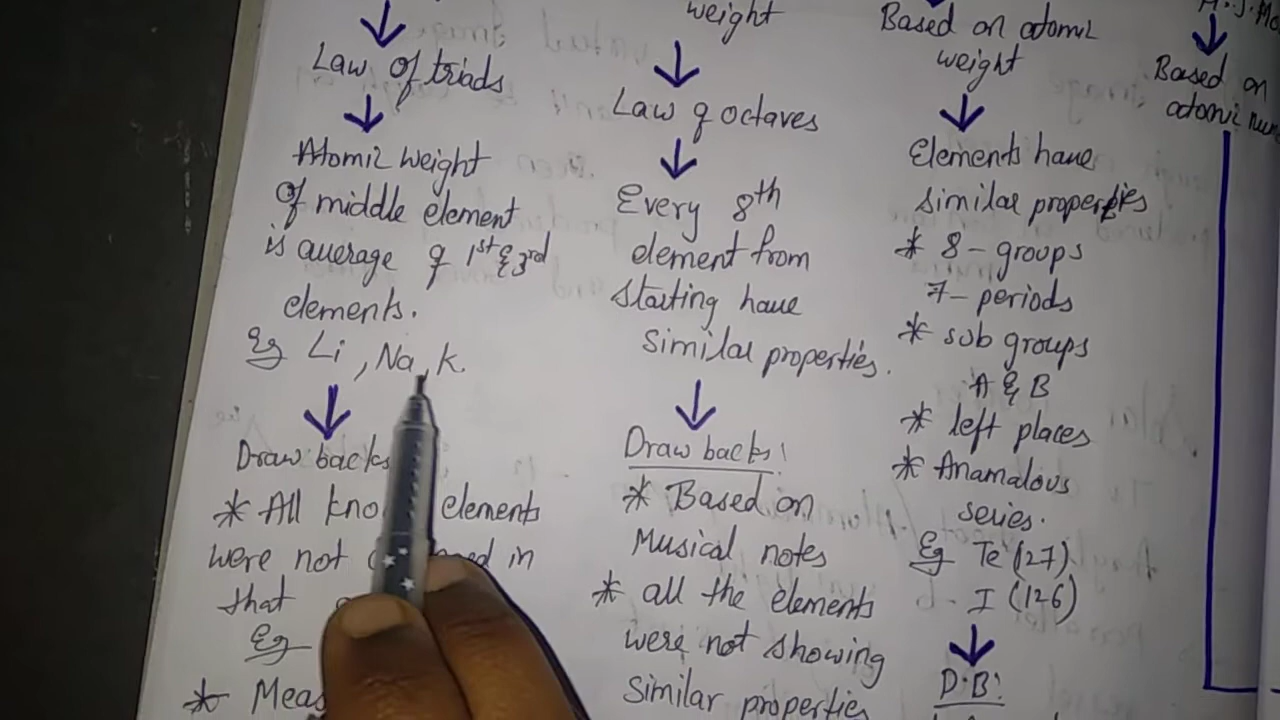 Law of triads
Atomic weight
Of middle element
is average of 1st & 3rd
elements.
Eg Li, Na, K.
Draw backs
* All elements
were not in
that
Eg
*
weight
Law of octaves
Every 8th
element from
starting have
similar properties.
Draw backs:
* Based on
Musical notes
* all the elements
were not showing
similar properties
Based on atomic
weight
Elements have
similar properties
* 8 - groups
7 - periods
* sub groups
A & B
* left places
* Anamalous
series.
Eg Te (127)
- I (126)
D.B:
Based on
atomic